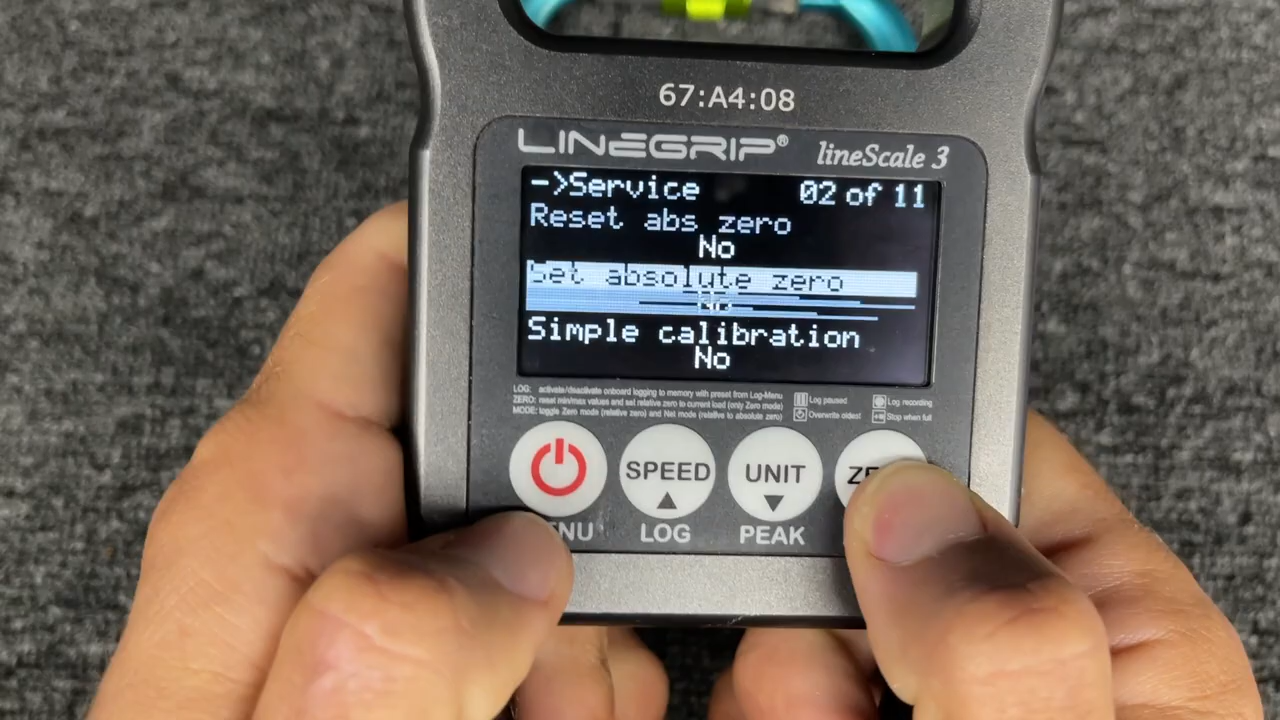 67:A4:08
LINEGRIP® lineScale 3
->Service 02 of 11
Reset abs zero
No
Set absolute zero
No
Simple calibration
No
LOG: activate/disactivate onboard logging to memory with preset from Log-Menu
ZERO: reset min/max values and set relative zero to current load (only Zero mode)
MODE: toggle Zero mode (relative zero) and Net mode (relative to absolute zero)
Log paused Log recording
Overwrite oldest Stop when full
SPEED UNIT ZE
NU LOG PEAK